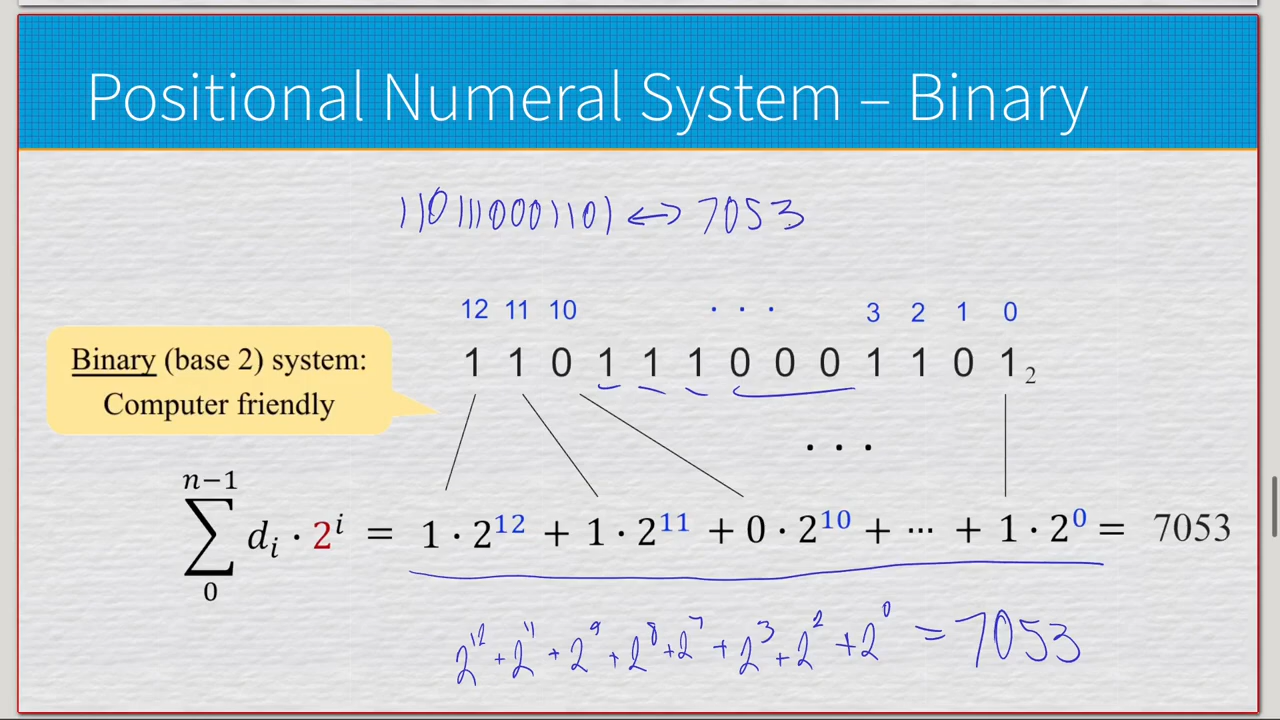 Positional Numeral System – Binary
1101110001101 ↔ 7053
12 11 10 · · · 3 2 1 0
1 1 0 1 1 1 0 0 0 1 1 0 1₂
Binary (base 2) system:
Computer friendly
· · ·
∑₀ⁿ⁻¹ dᵢ · 2ⁱ = 1 · 2¹² + 1 · 2¹¹ + 0 · 2¹⁰ + ··· + 1 · 2⁰ = 7053
2¹² + 2¹¹ + 2⁹ + 2⁸ + 2⁷ + 2³ + 2² + 2⁰ = 7053